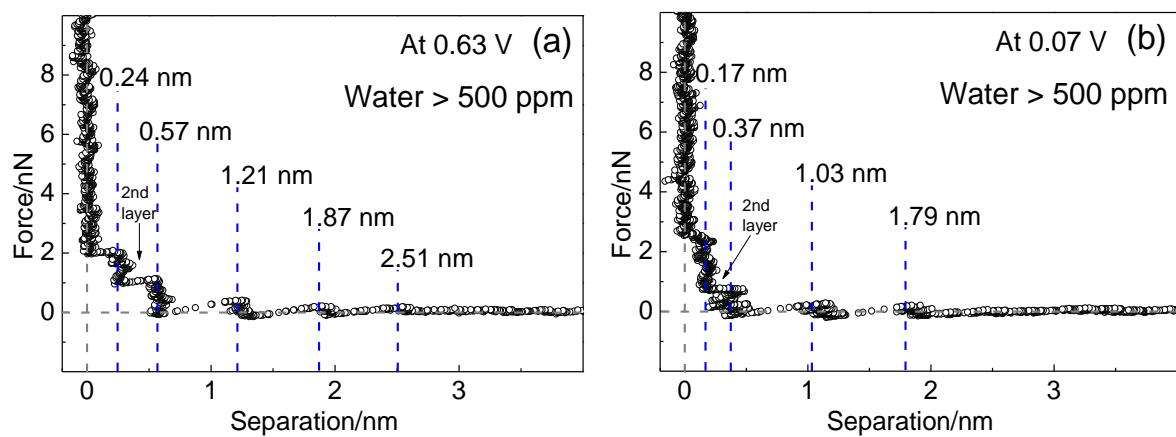 At 0.63 V
(a)
Water > 500 ppm
0.24 nm
0.57 nm
1.21 nm
1.87 nm
2.51 nm
2nd
layer
Force/nN
8
6
4
2
0
0
1
2
3
Separation/nm
At 0.07 V
(b)
Water > 500 ppm
0.17 nm
0.37 nm
1.03 nm
1.79 nm
2nd
layer
Force/nN
8
6
4
2
0
0
1
2
3
Separation/nm